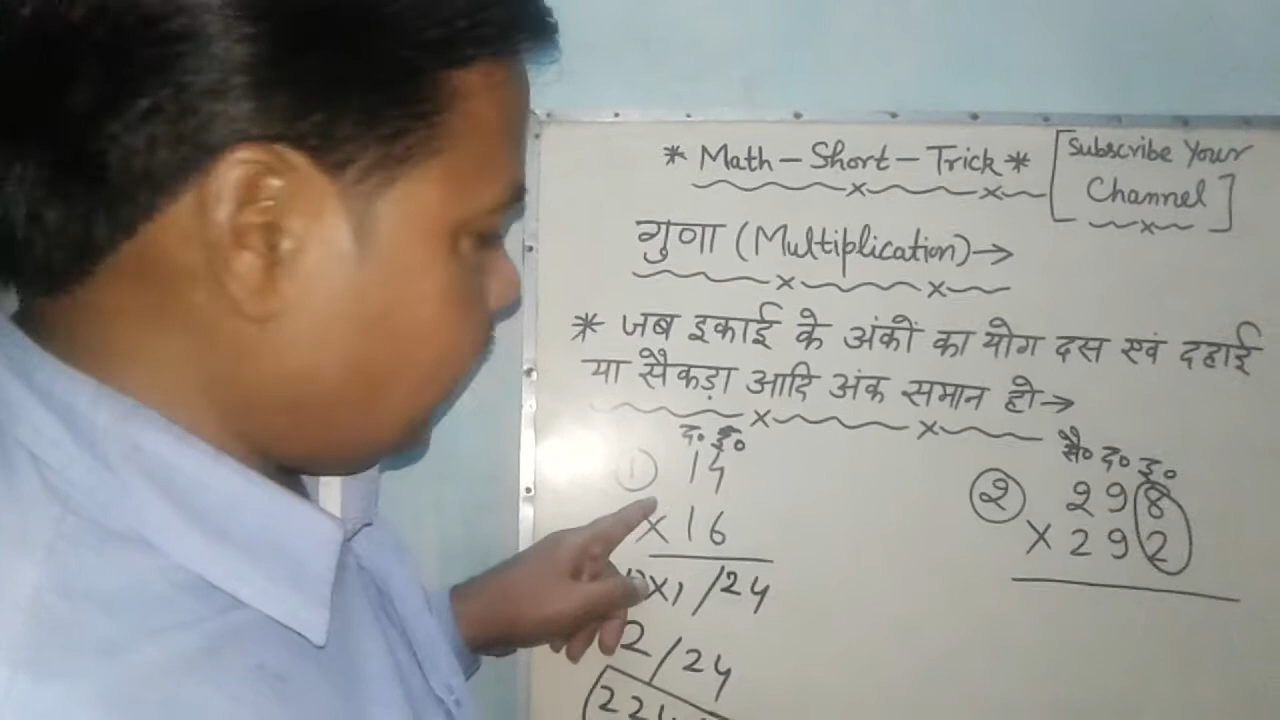 * Math-Short-Trick *
[Subscribe Your
Channel]
गुणा (Multiplication)→
* जब इकाई के अंकों का योग दस एवं दहाई
या सैकड़ा आदि अंक समान हो→
द॰ इ॰
① 14
× 16
×1 / 24
2 / 24
224
सै॰ द॰ इ॰
② 298
× 292